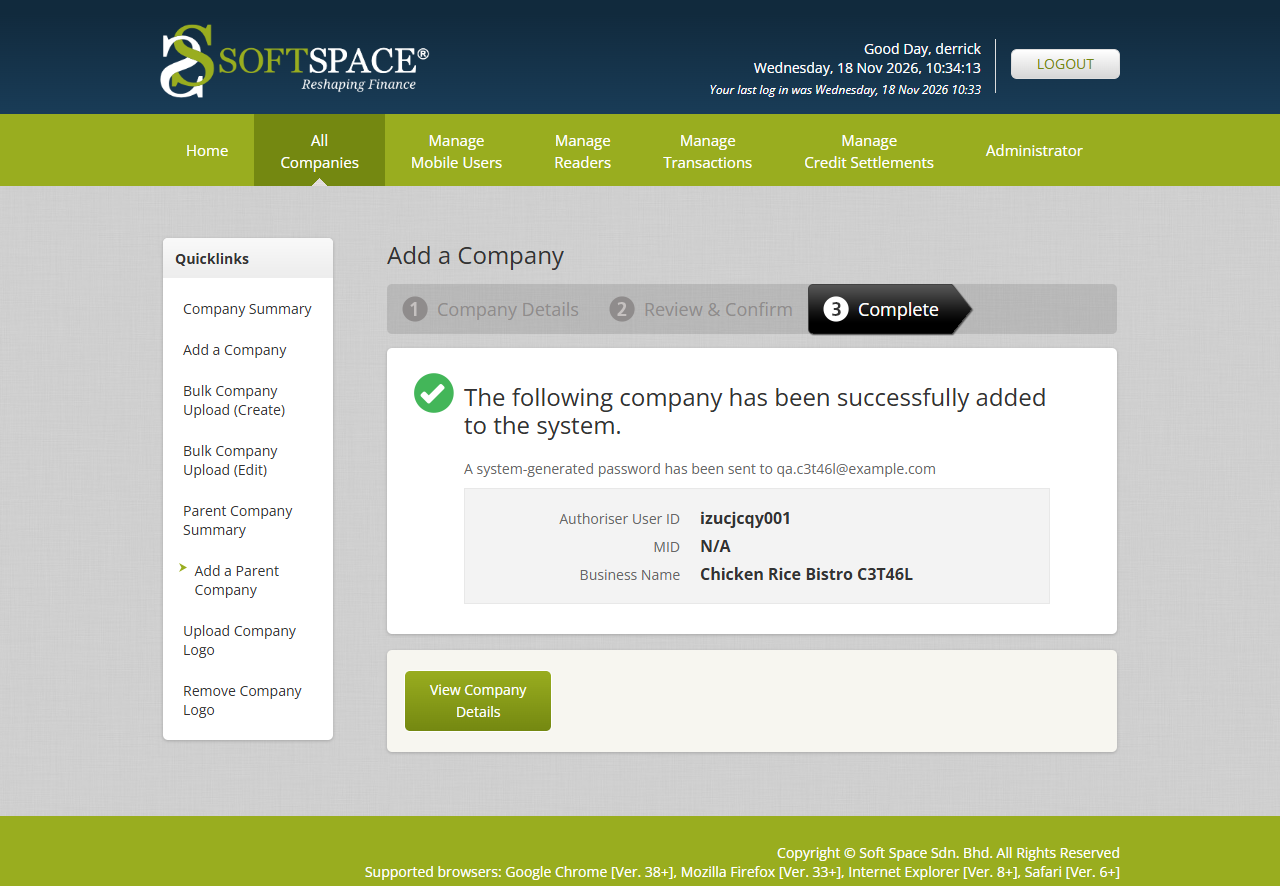 SOFTSPACE®
Reshaping Finance
Good Day, derrick
Wednesday, 18 Nov 2026, 10:34:13
Your last log in was Wednesday, 18 Nov 2026 10:33
LOGOUT
Home
All
Companies
Manage
Mobile Users
Manage
Readers
Manage
Transactions
Manage
Credit Settlements
Administrator
Quicklinks
Company Summary
Add a Company
Bulk Company
Upload (Create)
Bulk Company
Upload (Edit)
Parent Company
Summary
Add a Parent
Company
Upload Company
Logo
Remove Company
Logo
Add a Company
1 Company Details
2 Review & Confirm
3 Complete
The following company has been successfully added
to the system.
A system-generated password has been sent to qa.c3t46l@example.com
Authoriser User ID izucjcqy001
MID N/A
Business Name Chicken Rice Bistro C3T46L
View Company
Details
Copyright © Soft Space Sdn. Bhd. All Rights Reserved
Supported browsers: Google Chrome [Ver. 38+], Mozilla Firefox [Ver. 33+], Internet Explorer [Ver. 8+], Safari [Ver. 6+]